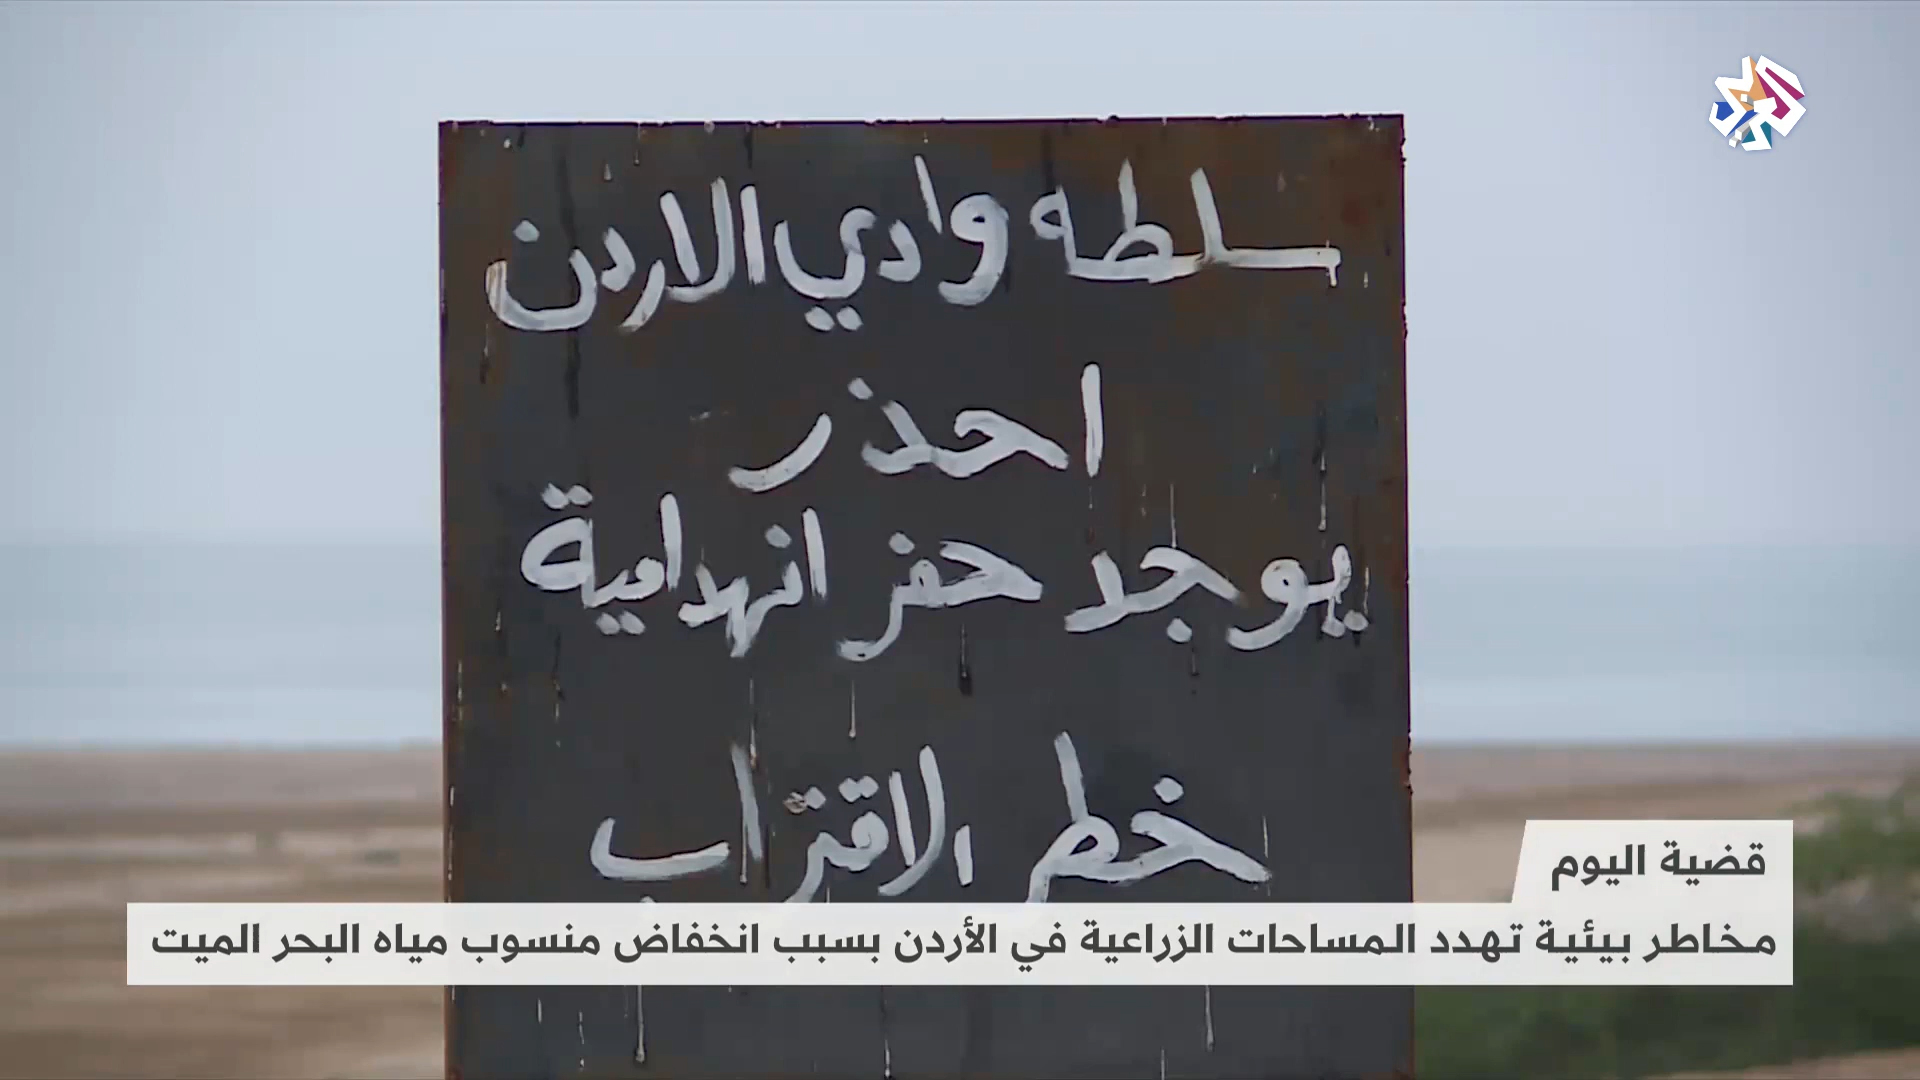 سلطه وادي الاردن
احذر
يوجد حفر انهدامية
خطر الاقتراب
قضية اليوم
مخاطر بيئية تهدد المساحات الزراعية في الأردن بسبب انخفاض منسوب مياه البحر الميت